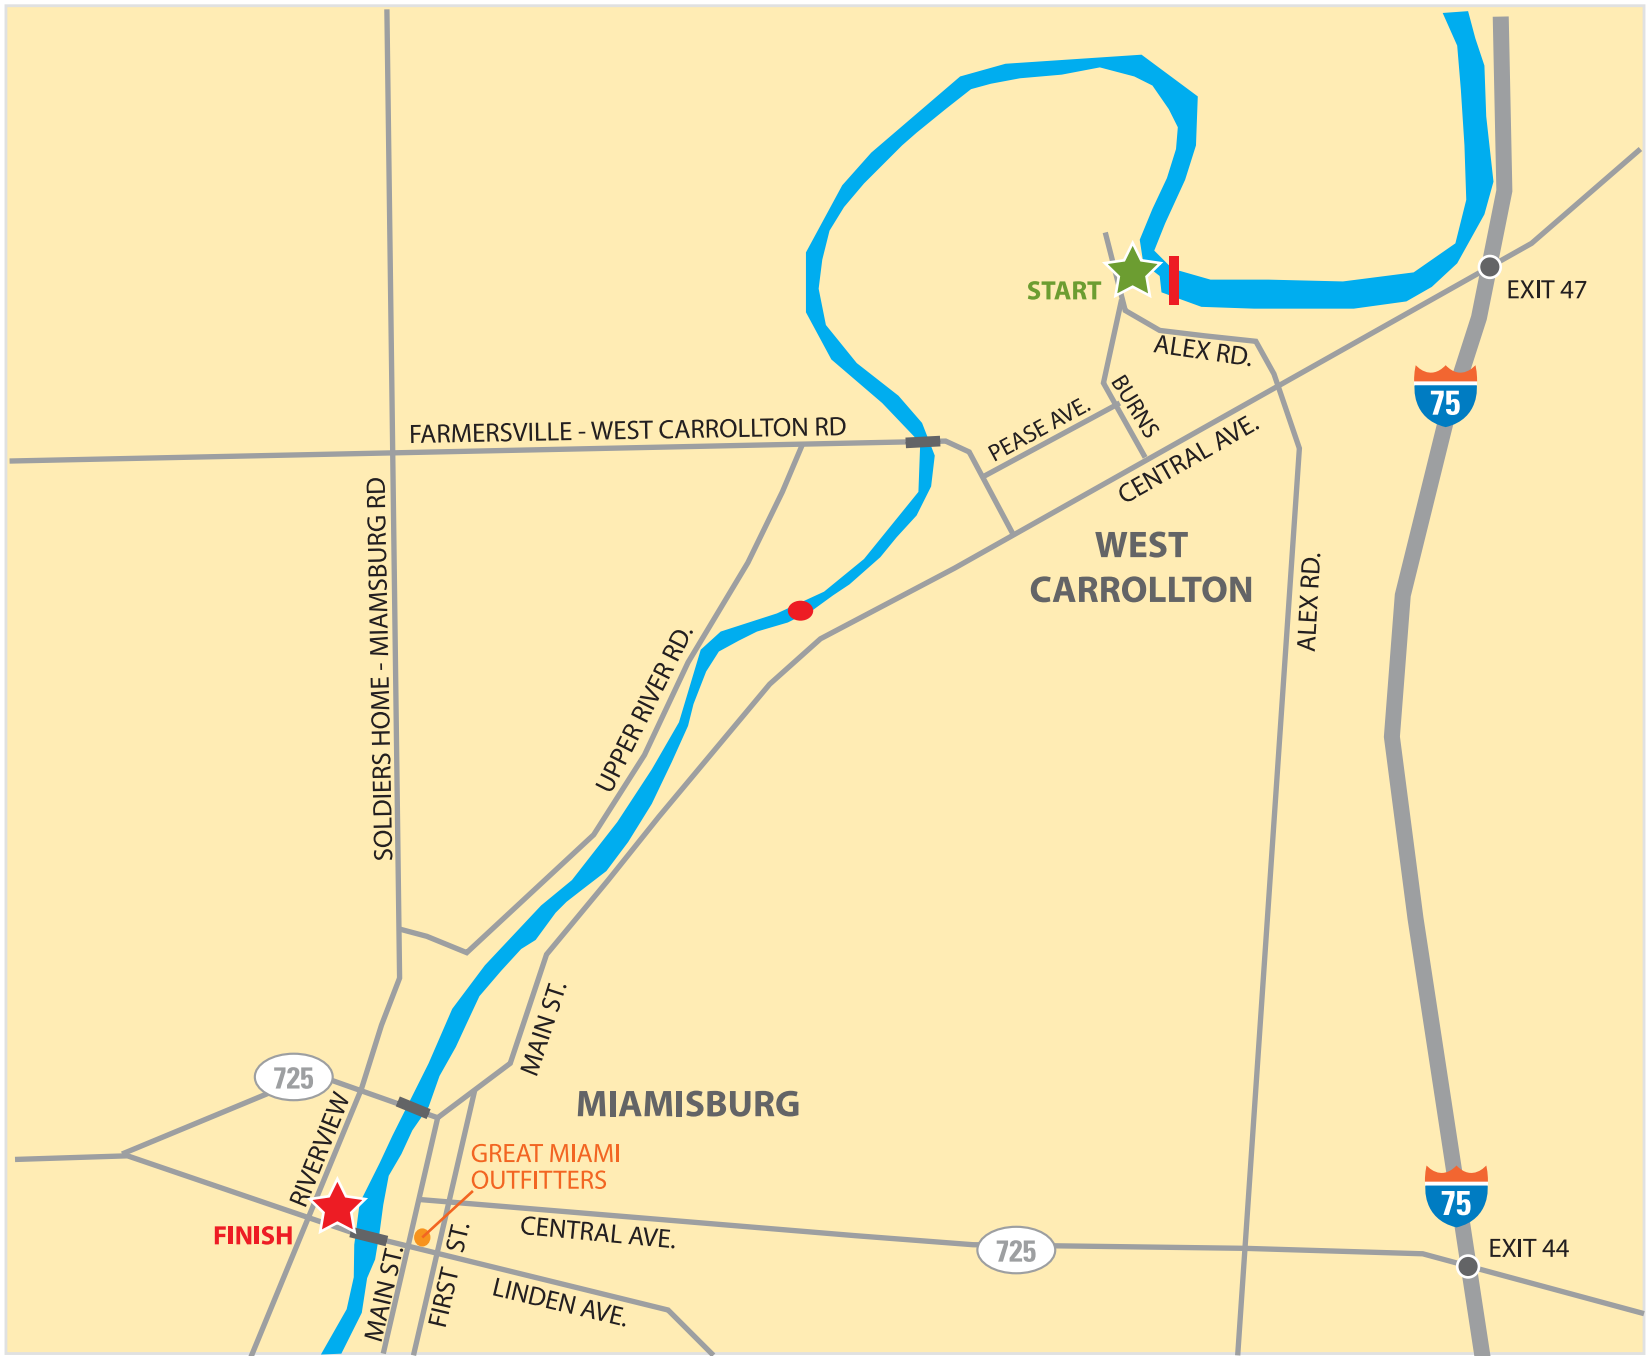 START
EXIT 47
ALEX RD.
75
BURNS
PEASE AVE.
FARMERSVILLE - WEST CARROLLTON RD
CENTRAL AVE.
SOLDIERS HOME - MIAMSBURG RD
WEST
CARROLLTON
ALEX RD.
UPPER RIVER RD.
MAIN ST.
725
MIAMISBURG
RIVERVIEW
GREAT MIAMI
OUTFITTERS
75
FINISH
CENTRAL AVE.
725
EXIT 44
MAIN ST.
FIRST ST.
LINDEN AVE.